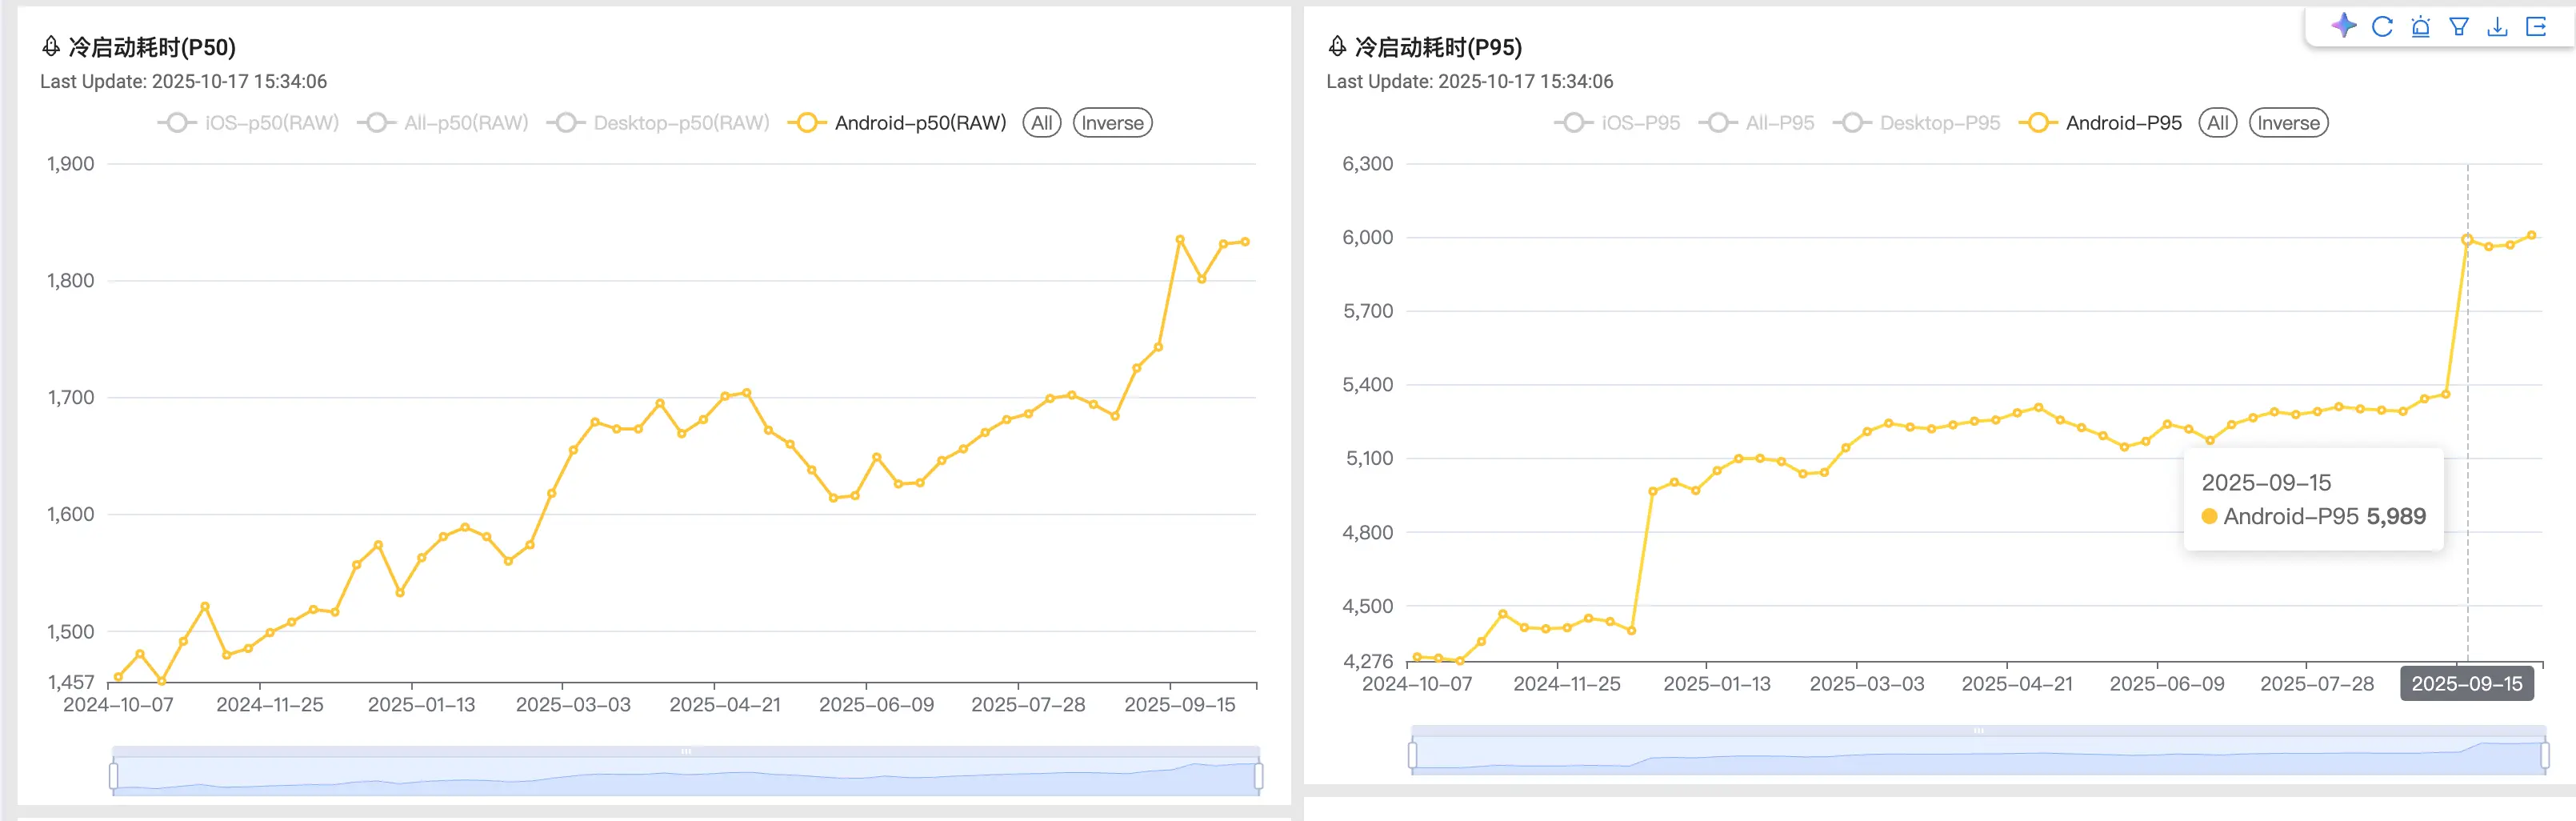 冷启动耗时(P50)
Last Update: 2025-10-17 15:34:06
iOS-p50(RAW) All-p50(RAW) Desktop-p50(RAW) Android-p50(RAW) All Inverse
1,900
1,800
1,700
1,600
1,500
1,457
2024-10-07 2024-11-25 2025-01-13 2025-03-03 2025-04-21 2025-06-09 2025-07-28 2025-09-15
冷启动耗时(P95)
Last Update: 2025-10-17 15:34:06
iOS-P95 All-P95 Desktop-P95 Android-P95 All Inverse
6,300
6,000
5,700
5,400
5,100
4,800
4,500
4,276
2025-09-15
Android-P95 5,989
2024-10-07 2024-11-25 2025-01-13 2025-03-03 2025-04-21 2025-06-09 2025-07-28 2025-09-15